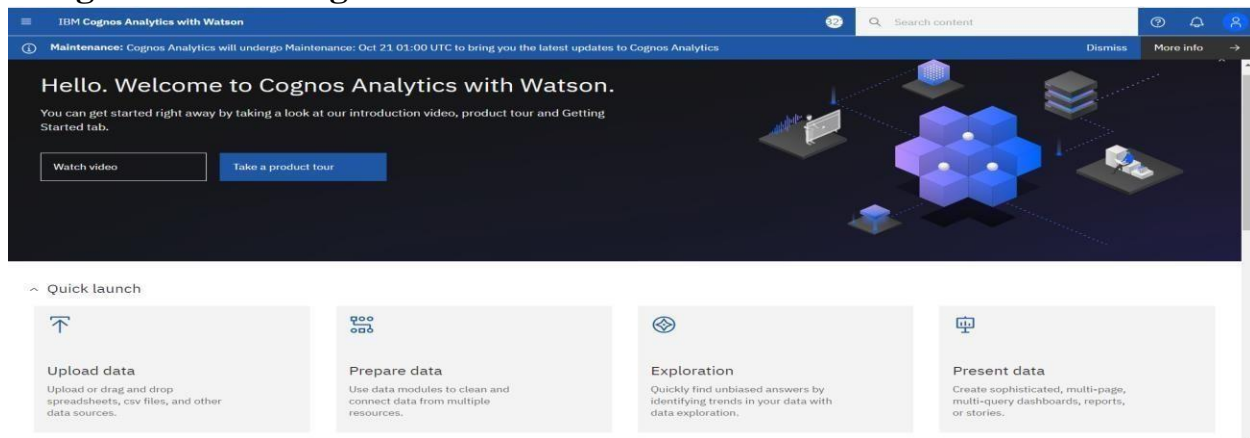 IBM Cognos Analytics with Watson
32
Search content
Maintenance: Cognos Analytics will undergo Maintenance: Oct 21 01:00 UTC to bring you the latest updates to Cognos Analytics
Dismiss
More info
Hello. Welcome to Cognos Analytics with Watson.
You can get started right away by taking a look at our introduction video, product tour and Getting
Started tab.
Watch video
Take a product tour
Quick launch
Upload data
Upload or drag and drop
spreadsheets, csv files, and other
data sources.
Prepare data
Use data modules to clean and
connect data from multiple
resources.
Exploration
Quickly find unbiased answers by
identifying trends in your data with
data exploration.
Present data
Create sophisticated, multi-page,
multi-query dashboards, reports,
or stories.